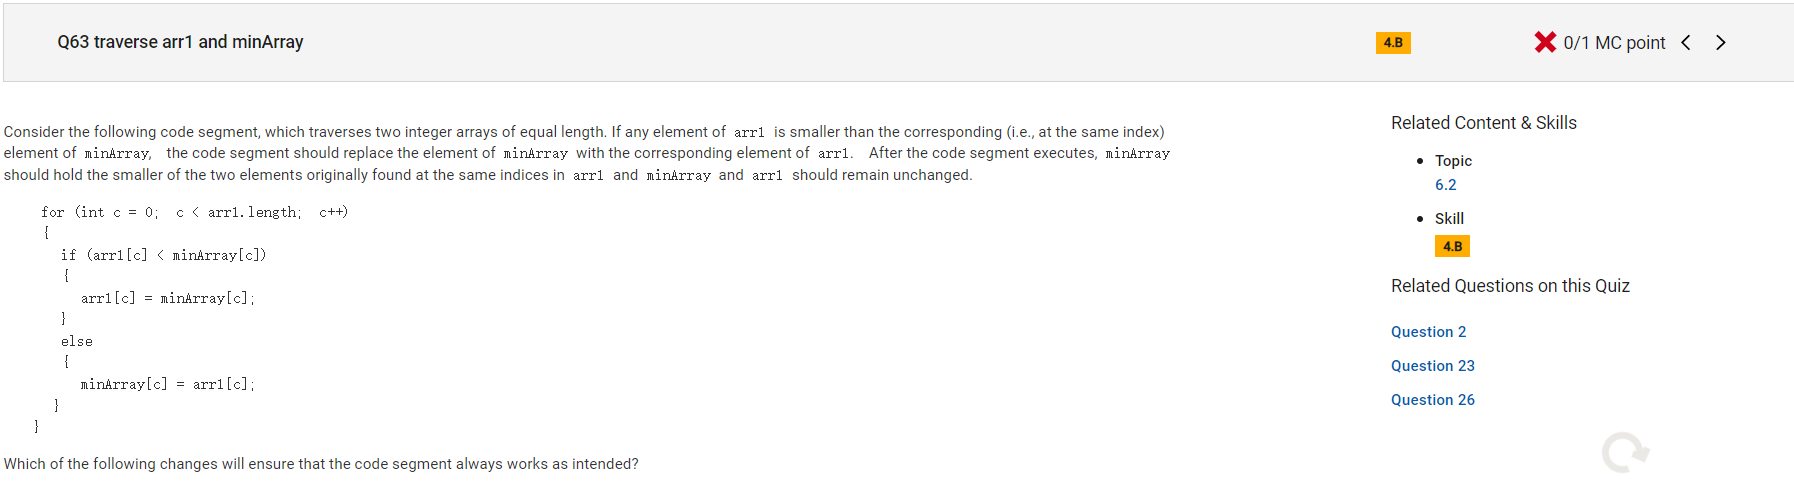 Q63 traverse arr1 and minArray
4.B
0/1 MC point
Consider the following code segment, which traverses two integer arrays of equal length. If any element of arr1 is smaller than the corresponding (i.e., at the same index)
element of minArray, the code segment should replace the element of minArray with the corresponding element of arr1. After the code segment executes, minArray
should hold the smaller of the two elements originally found at the same indices in arr1 and minArray and arr1 should remain unchanged.
for (int c = 0; c < arr1.length; c++)
{
if (arr1[c] < minArray[c])
{
arr1[c] = minArray[c];
}
else
{
minArray[c] = arr1[c];
}
}
Which of the following changes will ensure that the code segment always works as intended?
Related Content & Skills
• Topic
6.2
• Skill
4.B
Related Questions on this Quiz
Question 2
Question 23
Question 26